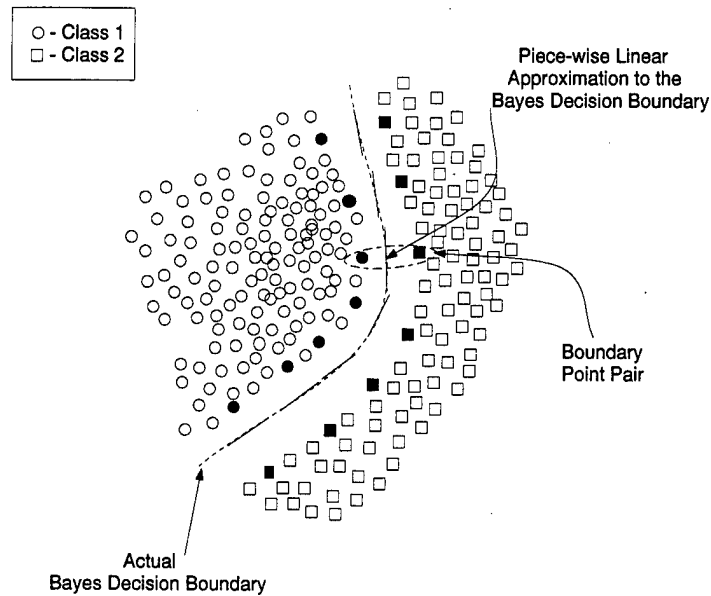 ○ - Class 1
□ - Class 2
Piece-wise Linear
Approximation to the
Bayes Decision Boundary
Boundary
Point Pair
Actual
Bayes Decision Boundary